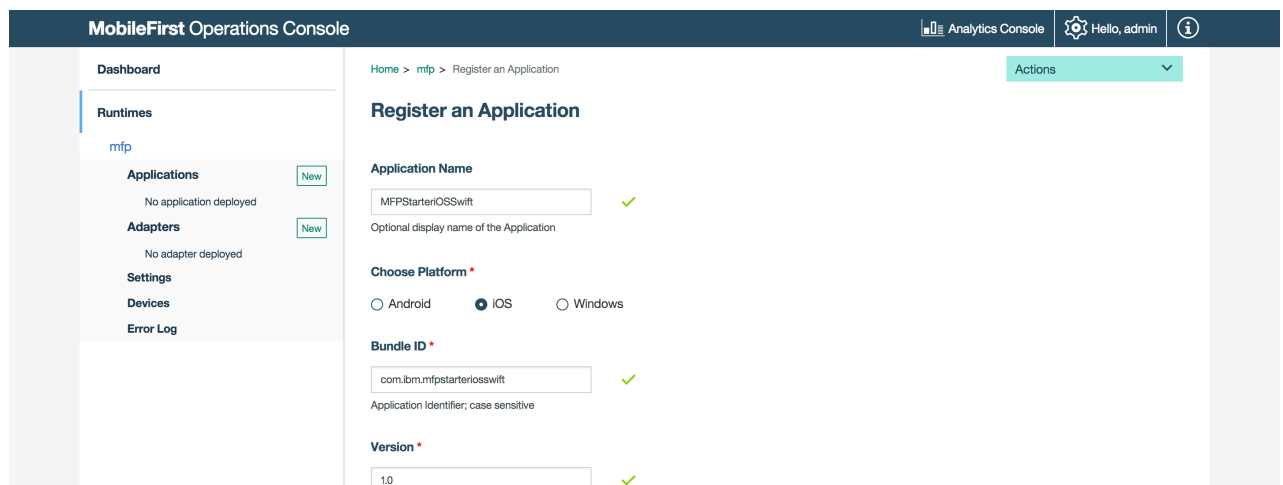 MobileFirst Operations Console
Analytics Console
Hello, admin
Dashboard
Runtimes
mfp
Applications New
No application deployed
Adapters New
No adapter deployed
Settings
Devices
Error Log
Home > mfp > Register an Application
Actions
Register an Application
Application Name
MFPStarteriOSSwift
Optional display name of the Application
Choose Platform *
Android iOS Windows
Bundle ID *
com.ibm.mfpstarteriosswift
Application Identifier; case sensitive
Version *
1.0